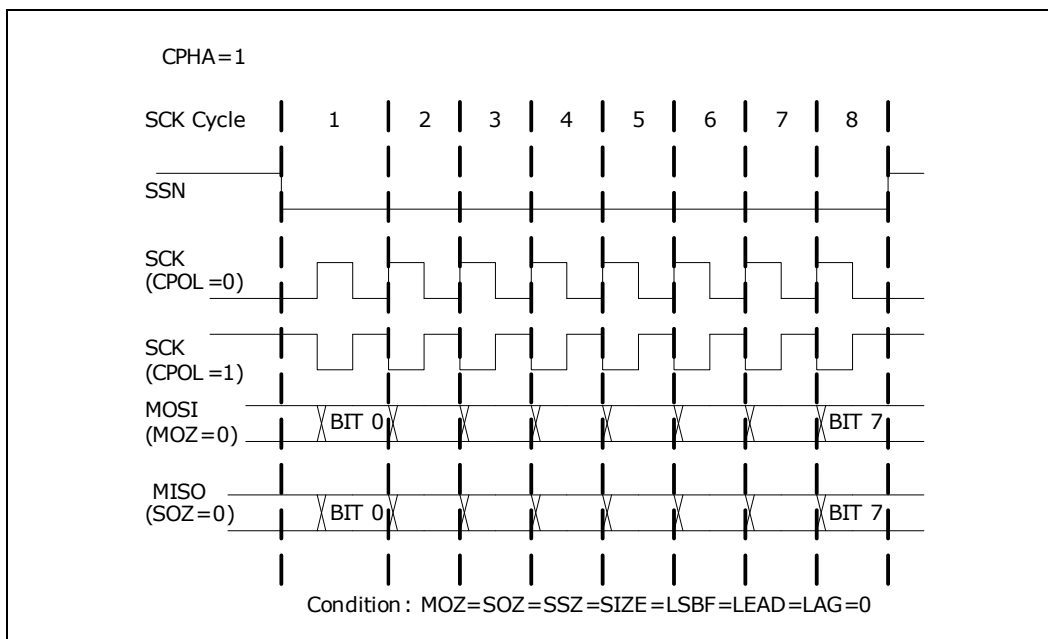 CPHA=1
SCK Cycle 1 2 3 4 5 6 7 8
SSN
SCK
(CPOL=0)
SCK
(CPOL=1)
MOSI
(MOZ=0)
BIT 0 BIT 7
MISO
(SOZ=0)
BIT 0 BIT 7
Condition: MOZ=SOZ=SSZ=SIZE=LSBF=LEAD=LAG=0